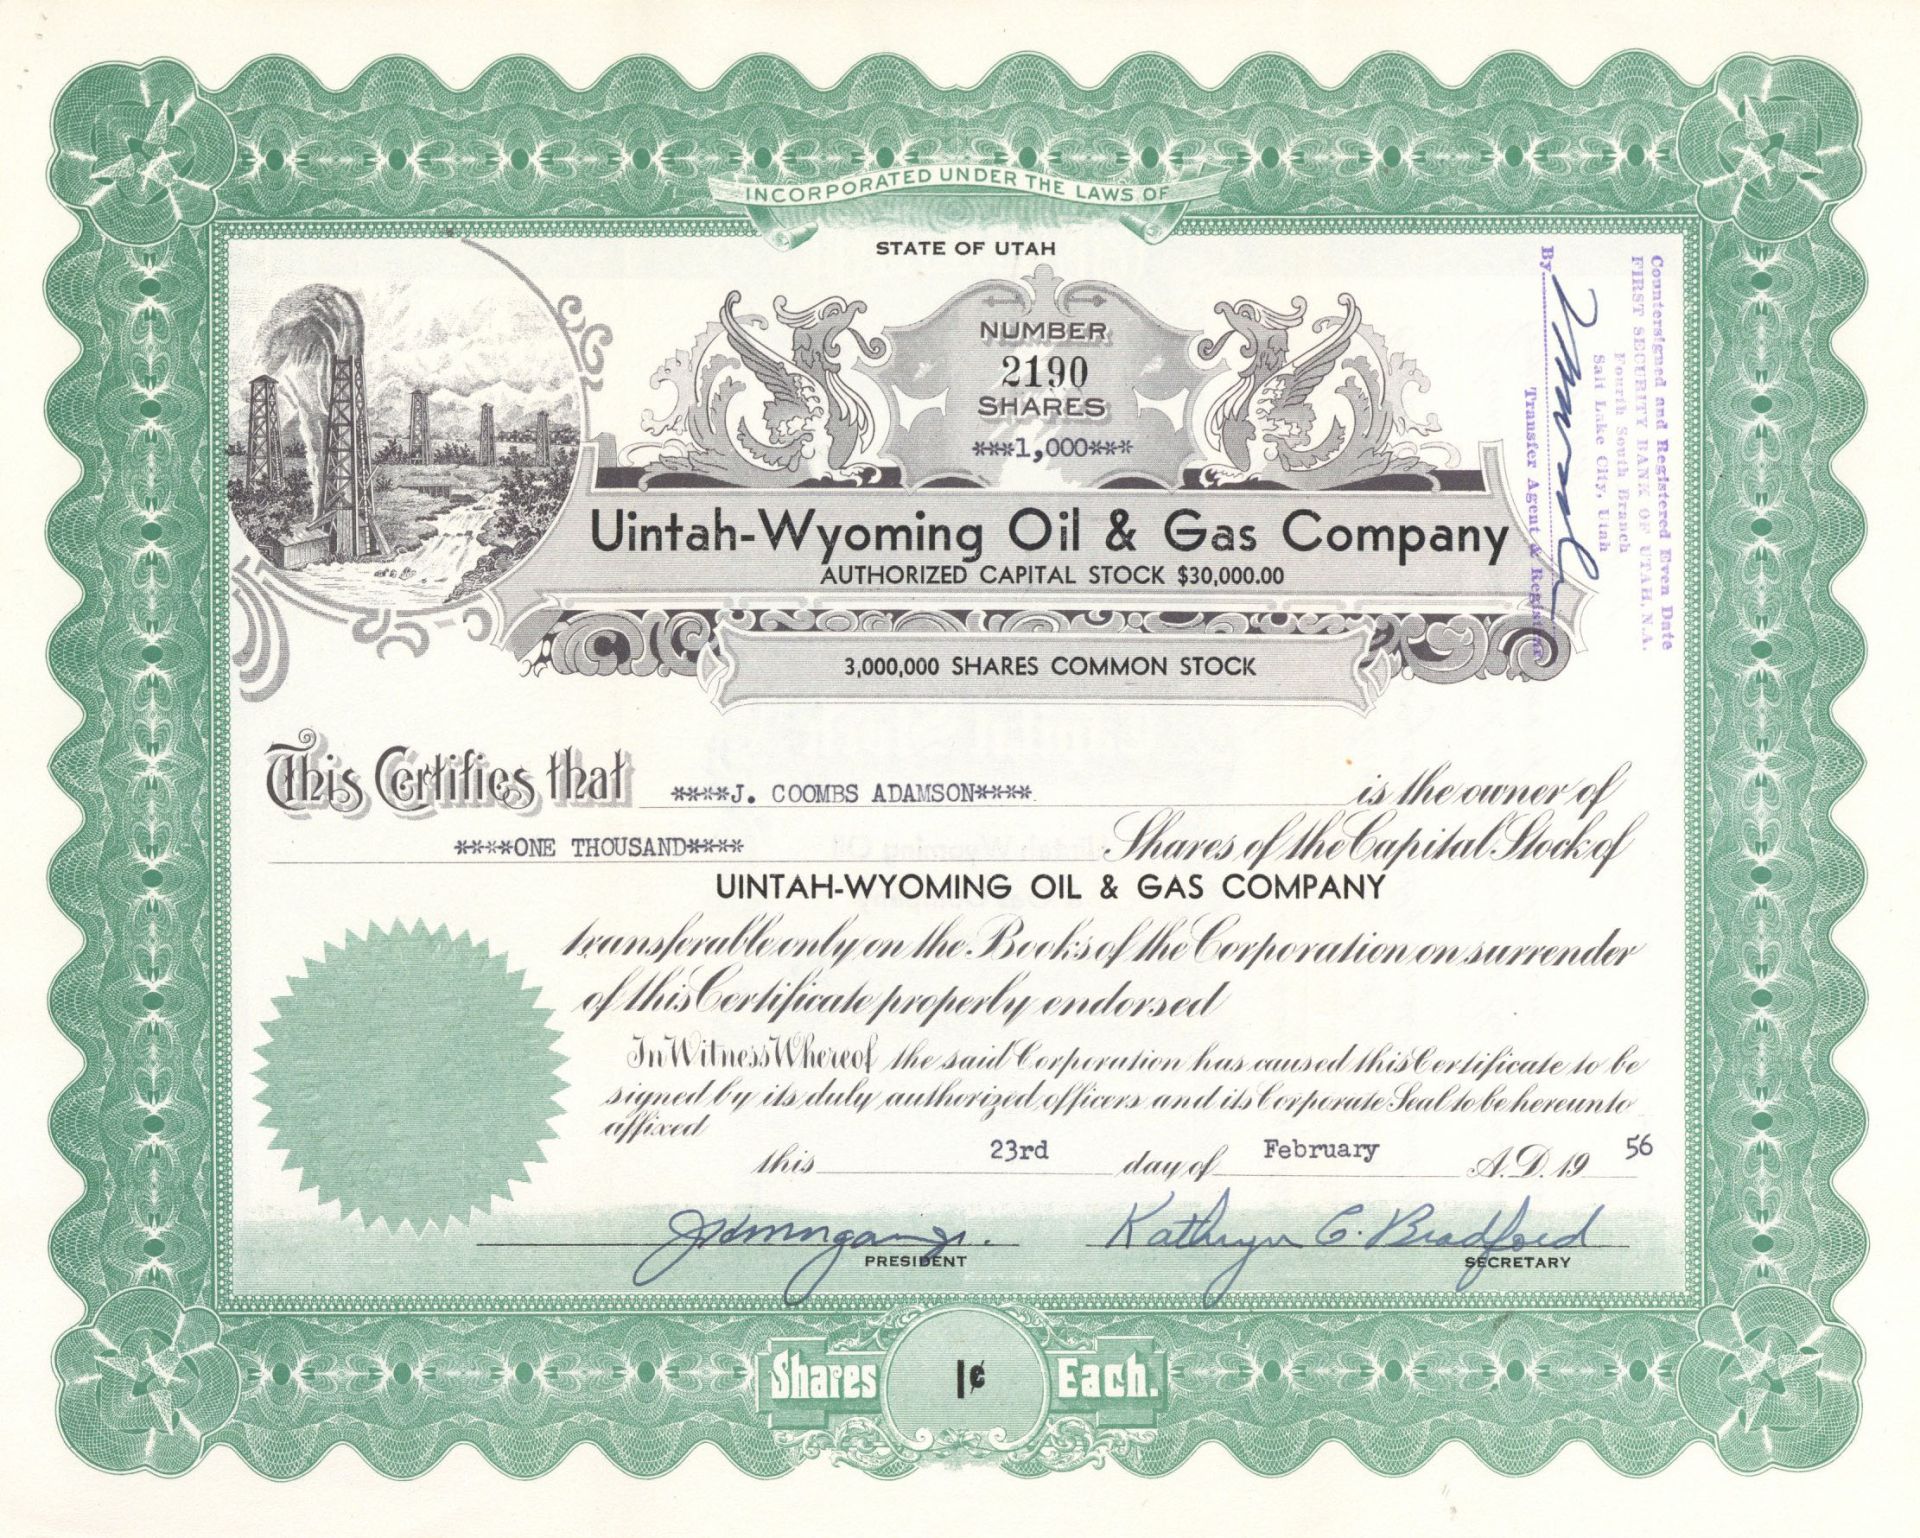 INCORPORATED UNDER THE LAWS OF
STATE OF UTAH
NUMBER
2190
SHARES
***1,000***
Uintah-Wyoming Oil & Gas Company
AUTHORIZED CAPITAL STOCK $30,000.00
3,000,000 SHARES COMMON STOCK
Countersigned and Registered Even Date
FIRST SECURITY BANK OF UTAH, N.A.
Fourth South Branch
Salt Lake City, Utah
By
Transfer Agent & Registrar
This Certifies that ****J. COOMBS ADAMSON**** is the owner of
****ONE THOUSAND**** Shares of the Capital Stock of
UINTAH-WYOMING OIL & GAS COMPANY
transferable only on the Books of the Corporation on surrender
of this Certificate properly endorsed
In Witness Whereof the said Corporation has caused this Certificate to be
signed by its duly authorized officers and its Corporate Seal to be hereunto
affixed
this 23rd day of February A.D. 19 56
Kathryn C. Bradford
PRESIDENT SECRETARY
Shares 1¢ Each.